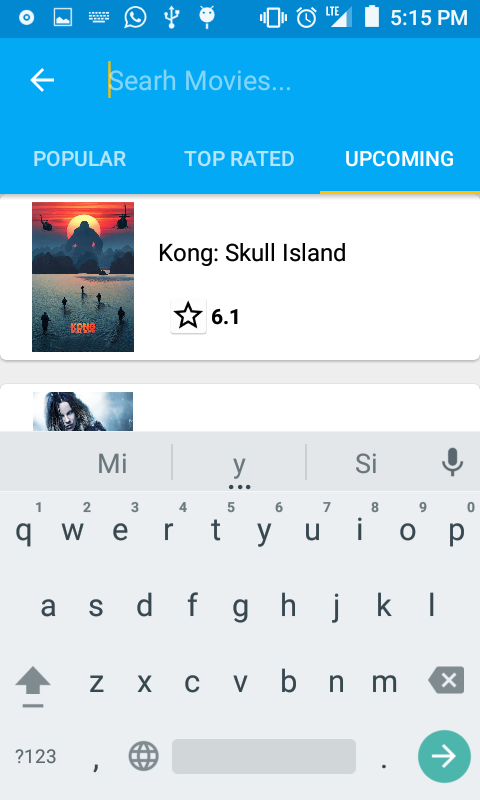 LTE 5:15 PM
Searh Movies...
POPULAR TOP RATED UPCOMING
Kong: Skull Island
KONG
6.1
Mi y Si
1 2 3 4 5 6 7 8 9 0
q w e r t y u i o p
a s d f g h j k l
z x c v b n m
?123 , .